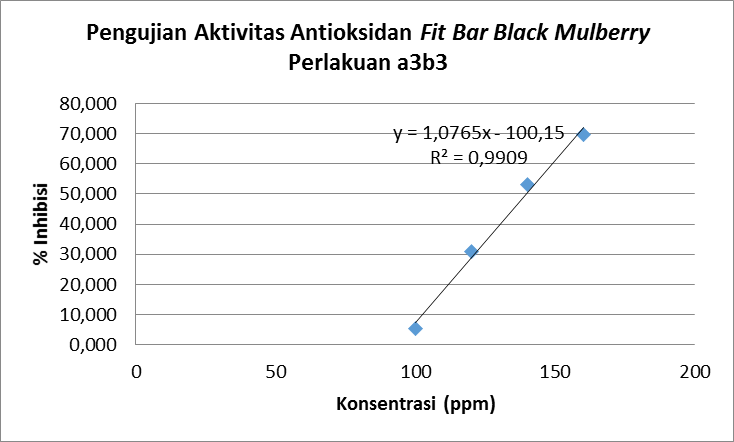 Pengujian Aktivitas Antioksidan Fit Bar Black Mulberry
Perlakuan a3b3
80,000
70,000
60,000
50,000
40,000
30,000
20,000
10,000
0,000
% Inhibisi
y = 1,0765x - 100,15
R² = 0,9909
0
50
100
150
200
Konsentrasi (ppm)